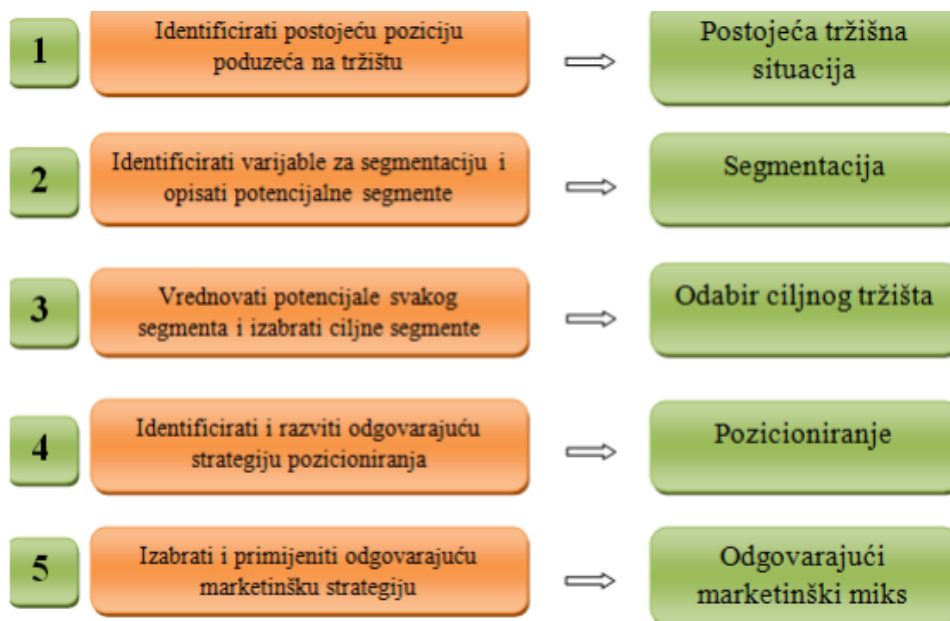 1
Identificirati postojeću poziciju
poduzeća na tržištu
Postojeća tržišna
situacija
2
Identificirati varijable za segmentaciju i
opisati potencijalne segmente
Segmentacija
3
Vrednovati potencijale svakog
segmenta i izabrati ciljne segmente
Odabir ciljnog tržišta
4
Identificirati i razviti odgovarajuću
strategiju pozicioniranja
Pozicioniranje
5
Izabrati i primijeniti odgovarajuću
marketinšku strategiju
Odgovarajući
marketinški miks